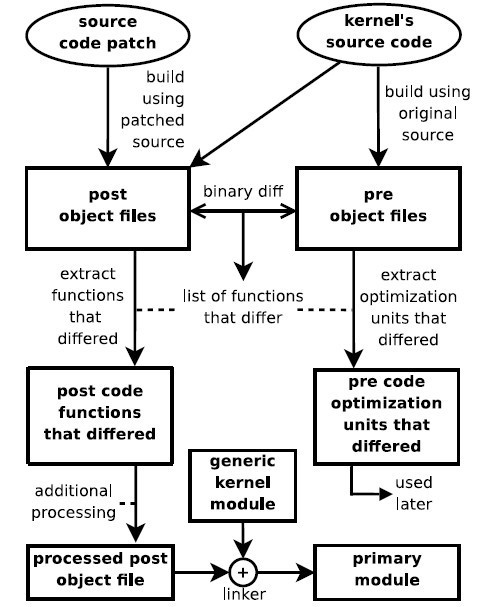 source
code patch
kernel's
source code
build
using
patched
source
build using
original
source
post
object files
binary diff
pre
object files
extract
functions
that
differed
list of functions
that differ
extract
optimization
units that
differed
post code
functions
that differed
pre code
optimization
units that
differed
generic
kernel
module
used
later
additional
processing
processed post
object file
+
linker
primary
module